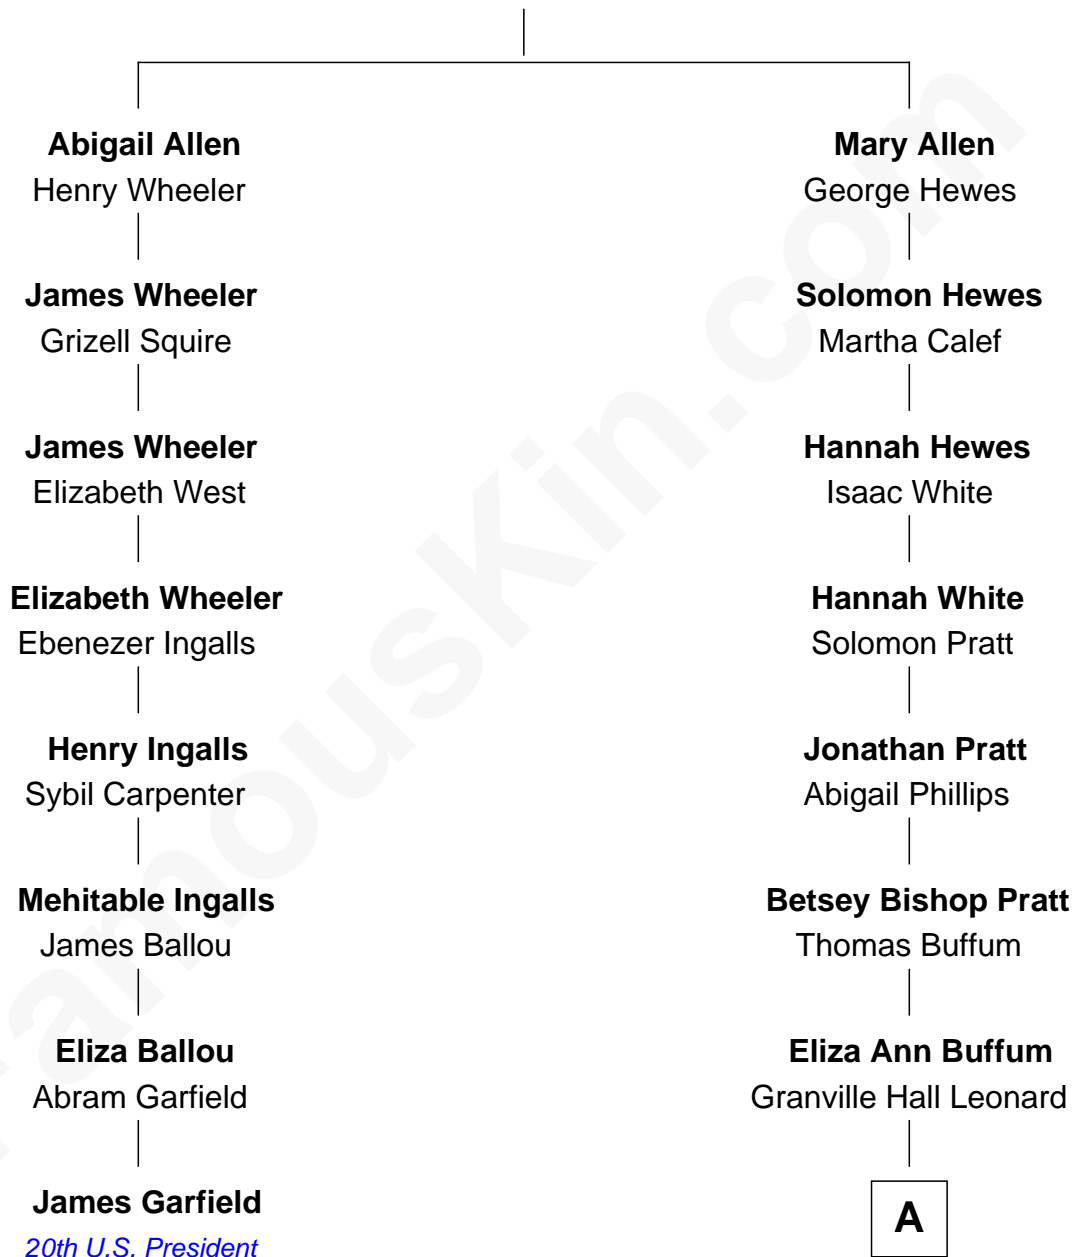 Abigail Allen
Henry Wheeler
Mary Allen
George Hewes
James Wheeler
Grizell Squire
Solomon Hewes
Martha Calef
James Wheeler
Elizabeth West
Hannah Hewes
Isaac White
Elizabeth Wheeler
Ebenezer Ingalls
Hannah White
Solomon Pratt
Henry Ingalls
Sybil Carpenter
Jonathan Pratt
Abigail Phillips
Mehitable Ingalls
James Ballou
Betsey Bishop Pratt
Thomas Buffum
Eliza Ballou
Abram Garfield
Eliza Ann Buffum
Granville Hall Leonard
James Garfield
20th U.S. President
A
FamousKin.com